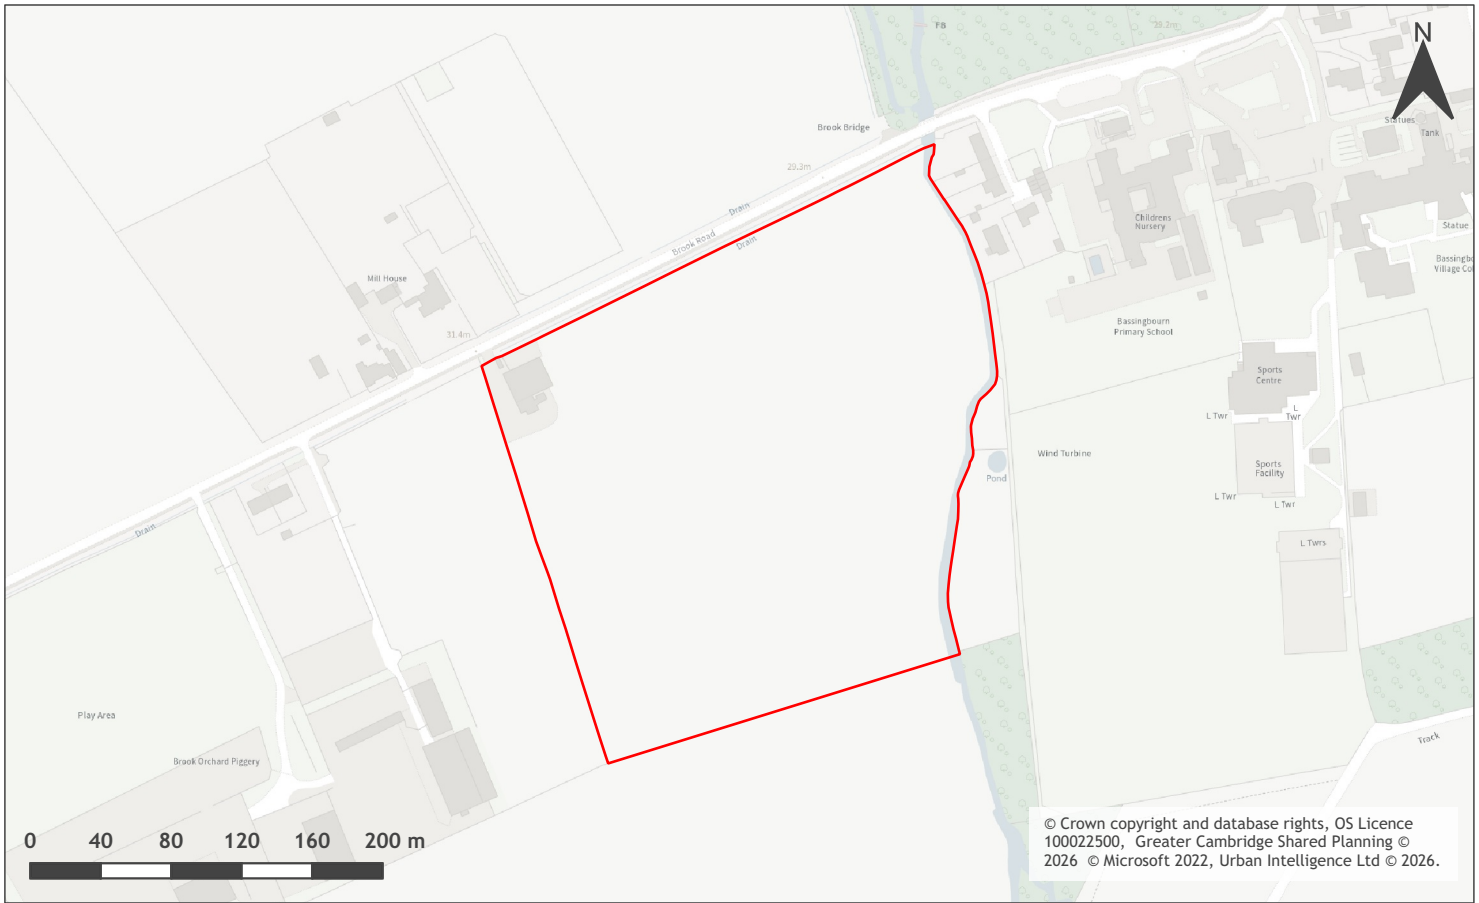 FB
29.2m
N
Brook Bridge
Statues
Tank
29.3m
Drain
Brook Road
Drain
Childrens
Nursery
Statue
Bassingbo
Village Col
Mill House
31.4m
Bassingbourn
Primary School
Sports
Centre
L Twr
L
Twr
Wind Turbine
Pond
Sports
Facility
L Twr
L Twr
Drain
L Twrs
Play Area
Brook Orchard Piggery
Track
0 40 80 120 160 200 m
© Crown copyright and database rights, OS Licence
100022500, Greater Cambridge Shared Planning ©
2026 © Microsoft 2022, Urban Intelligence Ltd © 2026.